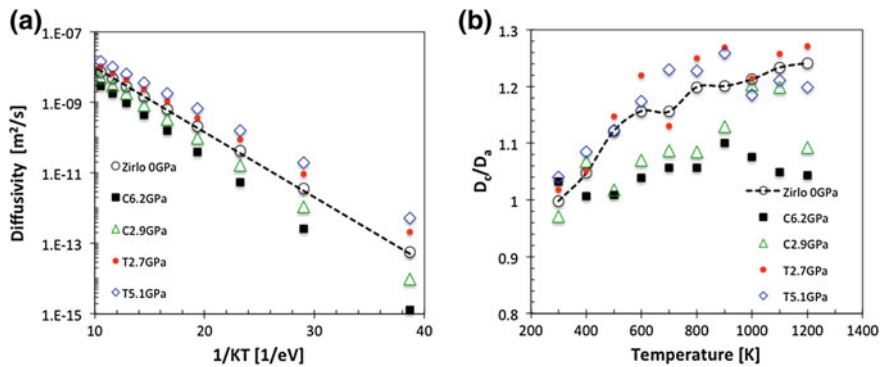 (a)
1.E-07
1.E-09
1.E-11
1.E-13
1.E-15
Diffusivity [m²/s]
Zirlo 0GPa
C6.2GPa
C2.9GPa
T2.7GPa
T5.1GPa
10 20 30 40
1/KT [1/eV]
(b)
1.3
1.2
1.1
1
0.9
0.8
Dc/Da
Zirlo 0GPa
C6.2GPa
C2.9GPa
T2.7GPa
T5.1GPa
200 400 600 800 1000 1200 1400
Temperature [K]